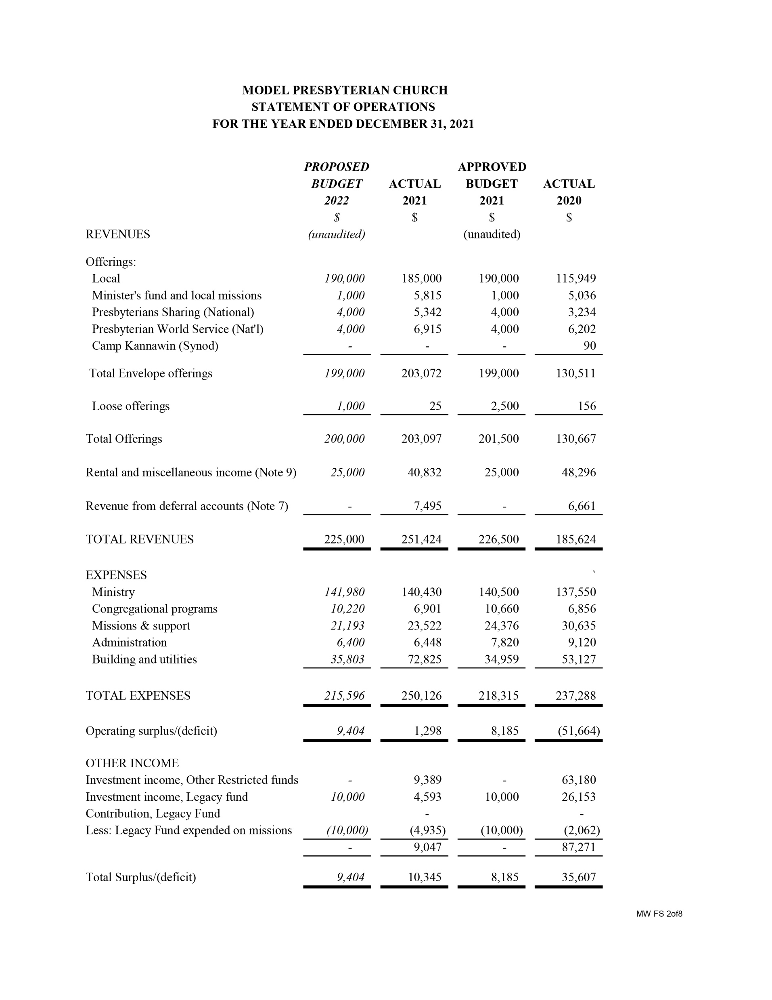 MODEL PRESBYTERIAN CHURCH
STATEMENT OF OPERATIONS
FOR THE YEAR ENDED DECEMBER 31, 2021
PROPOSED APPROVED
BUDGET ACTUAL BUDGET ACTUAL
2022 2021 2021 2020
$ $ $ $
REVENUES (unaudited) (unaudited)
Offerings:
Local 190,000 185,000 190,000 115,949
Minister's fund and local missions 1,000 5,815 1,000 5,036
Presbyterians Sharing (National) 4,000 5,342 4,000 3,234
Presbyterian World Service (Nat'l) 4,000 6,915 4,000 6,202
Camp Kannawin (Synod) - - - 90
Total Envelope offerings 199,000 203,072 199,000 130,511
Loose offerings 1,000 25 2,500 156
Total Offerings 200,000 203,097 201,500 130,667
Rental and miscellaneous income (Note 9) 25,000 40,832 25,000 48,296
Revenue from deferral accounts (Note 7) - 7,495 - 6,661
TOTAL REVENUES 225,000 251,424 226,500 185,624
EXPENSES `
Ministry 141,980 140,430 140,500 137,550
Congregational programs 10,220 6,901 10,660 6,856
Missions & support 21,193 23,522 24,376 30,635
Administration 6,400 6,448 7,820 9,120
Building and utilities 35,803 72,825 34,959 53,127
TOTAL EXPENSES 215,596 250,126 218,315 237,288
Operating surplus/(deficit) 9,404 1,298 8,185 (51,664)
OTHER INCOME
Investment income, Other Restricted funds - 9,389 - 63,180
Investment income, Legacy fund 10,000 4,593 10,000 26,153
Contribution, Legacy Fund - -
Less: Legacy Fund expended on missions (10,000) (4,935) (10,000) (2,062)
- 9,047 - 87,271
Total Surplus/(deficit) 9,404 10,345 8,185 35,607
MW FS 2of8